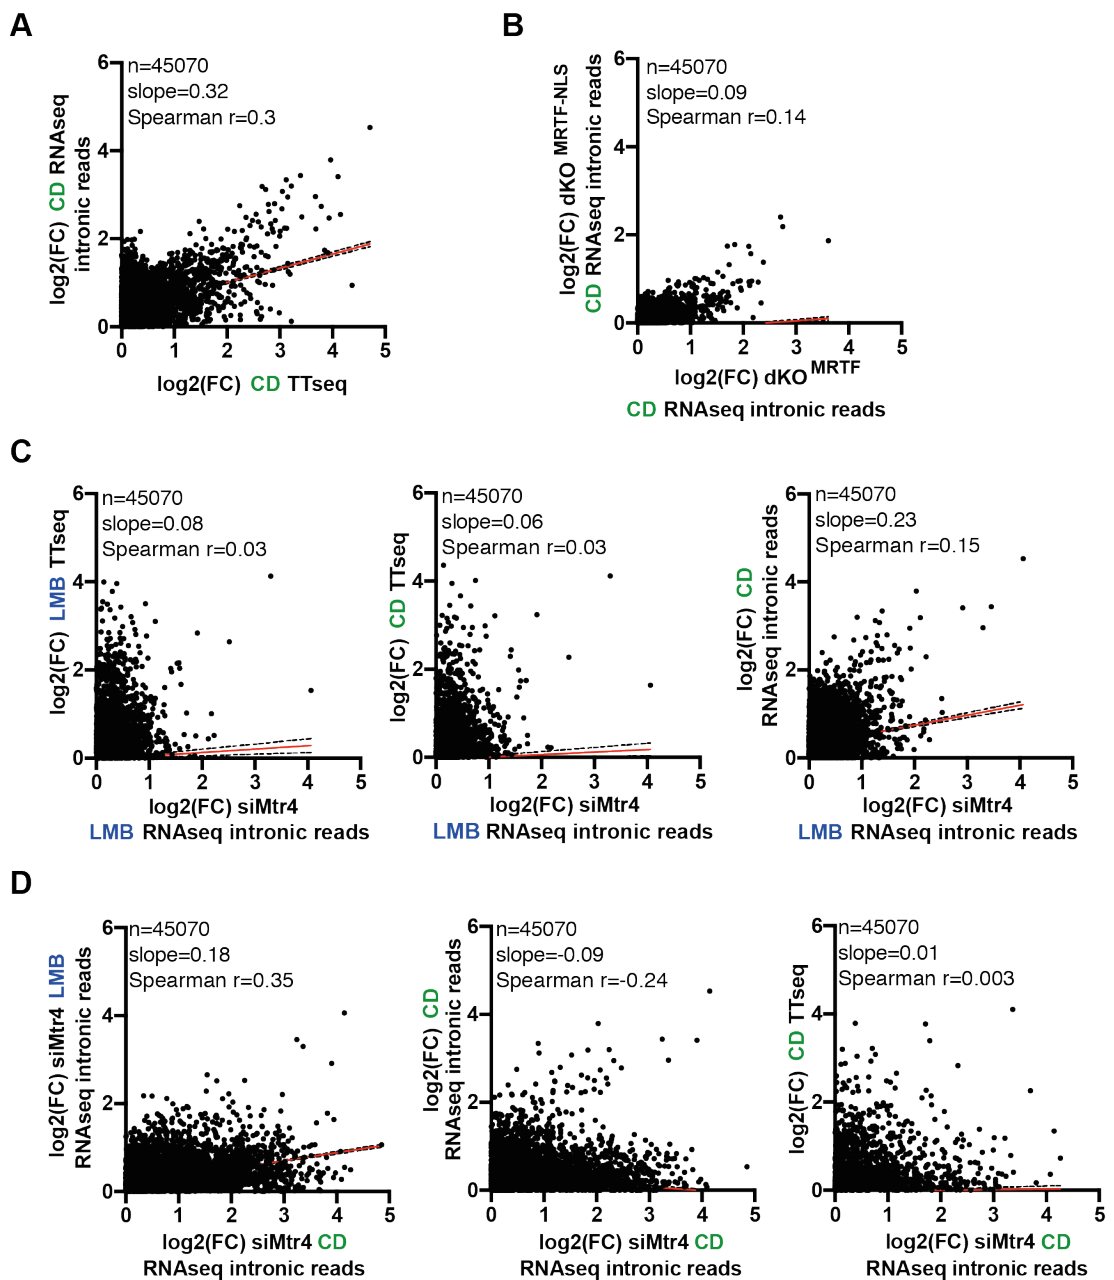 A
n=45070
slope=0.32
Spearman r=0.3
log2(FC) CD RNAseq
intronic reads
6
4
2
0
0 1 2 3 4 5
log2(FC) CD TTseq
B
n=45070
slope=0.09
Spearman r=0.14
log2(FC) dKO MRTF-NLS
CD RNAseq intronic reads
6
4
2
0
0 1 2 3 4 5
log2(FC) dKO MRTF
CD RNAseq intronic reads
C
n=45070
slope=0.08
Spearman r=0.03
log2(FC) LMB TTseq
6
4
2
0
0 1 2 3 4 5
log2(FC) siMtr4
LMB RNAseq intronic reads
n=45070
slope=0.06
Spearman r=0.03
log2(FC) CD TTseq
6
4
2
0
0 1 2 3 4 5
log2(FC) siMtr4
LMB RNAseq intronic reads
n=45070
slope=0.23
Spearman r=0.15
log2(FC) CD
RNAseq intronic reads
6
4
2
0
0 1 2 3 4 5
log2(FC) siMtr4
LMB RNAseq intronic reads
D
n=45070
slope=0.18
Spearman r=0.35
log2(FC) siMtr4 LMB
RNAseq intronic reads
6
4
2
0
0 1 2 3 4 5
log2(FC) siMtr4 CD
RNAseq intronic reads
n=45070
slope=-0.09
Spearman r=-0.24
log2(FC) CD
RNAseq intronic reads
6
4
2
0
0 1 2 3 4 5
log2(FC) siMtr4 CD
RNAseq intronic reads
n=45070
slope=0.01
Spearman r=0.003
log2(FC) CD TTseq
6
4
2
0
0 1 2 3 4 5
log2(FC) siMtr4 CD
RNAseq intronic reads